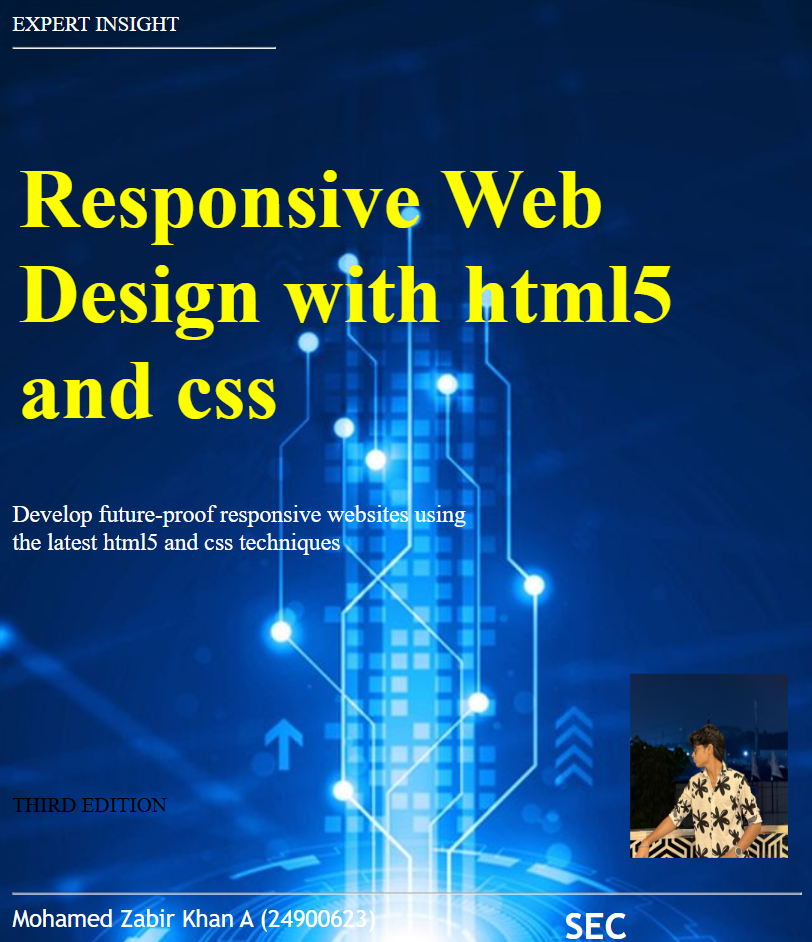 EXPERT INSIGHT
Responsive Web
Design with html5
and css
Develop future-proof responsive websites using
the latest html5 and css techniques
THIRD EDITION
Mohamed Zabir Khan A (24900623)
SEC